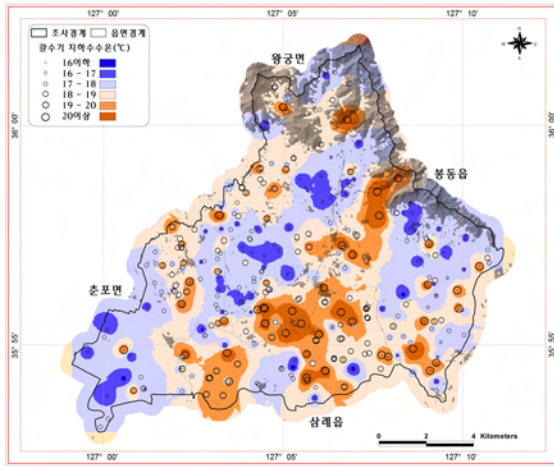 127° 00' 127° 05' 127° 10'
조사경계 읍면경계
갈수기 지하수수온(℃)
16이하
16 - 17
17 - 18
18 - 19
19 - 20
20이상
왕궁면
36° 00' 36° 00'
봉동읍
춘포면
35° 55' 35° 55'
삼례읍
0 2 4 Kilometers
127° 00' 127° 05' 127° 10'